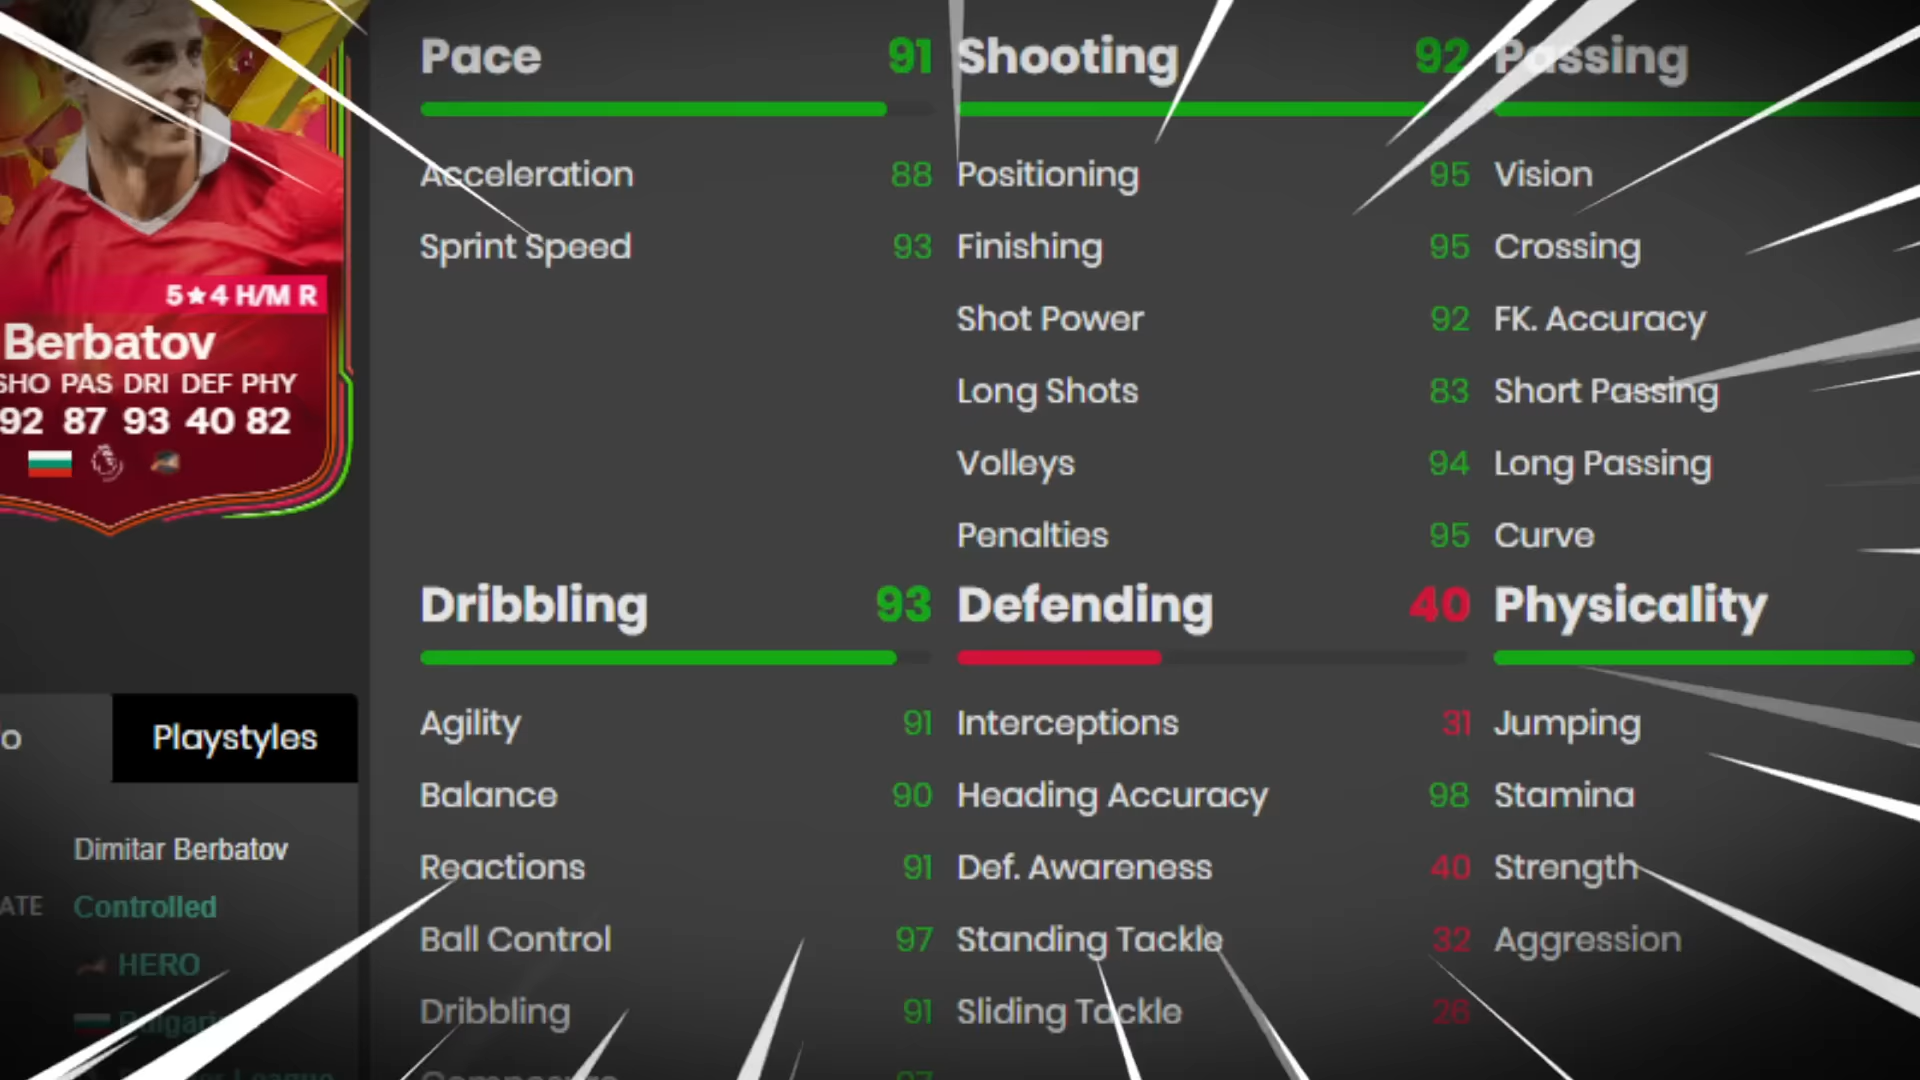 Pace 91 Shooting 92 Passing
Acceleration 88 Positioning 95 Vision
Sprint Speed 93 Finishing 95 Crossing
5★4 H/M R
Shot Power 92 FK. Accuracy
Berbatov
SHO PAS DRI DEF PHY
Long Shots 83 Short Passing
92 87 93 40 82
Volleys 94 Long Passing
Penalties 95 Curve
Dribbling 93 Defending 40 Physicality
Playstyles
Agility 91 Interceptions 31 Jumping
Balance 90 Heading Accuracy 98 Stamina
Dimitar Berbatov
Reactions 91 Def. Awareness 40 Strength
Controlled
Ball Control 97 Standing Tackle 32 Aggression
HERO
Dribbling 91 Sliding Tackle 26